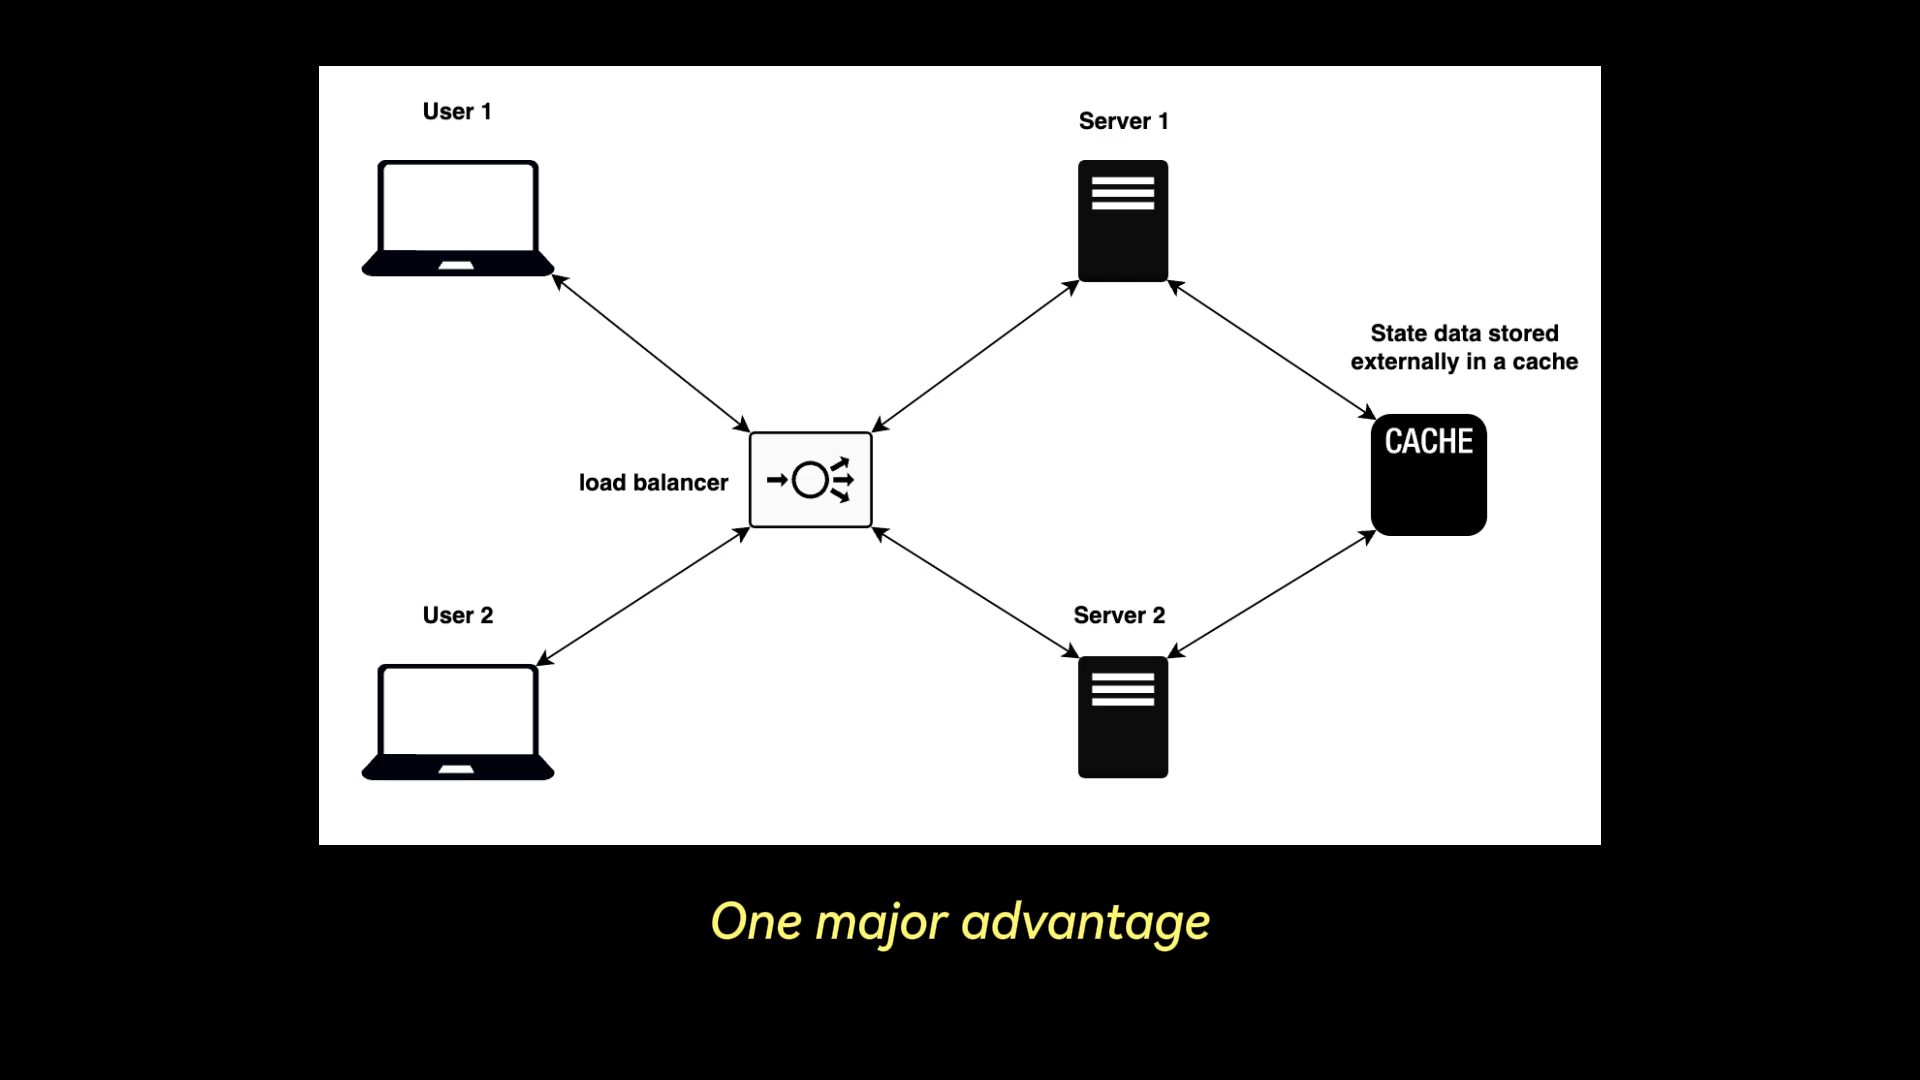 User 1
Server 1
State data stored
externally in a cache
CACHE
load balancer
User 2
Server 2
One major advantage